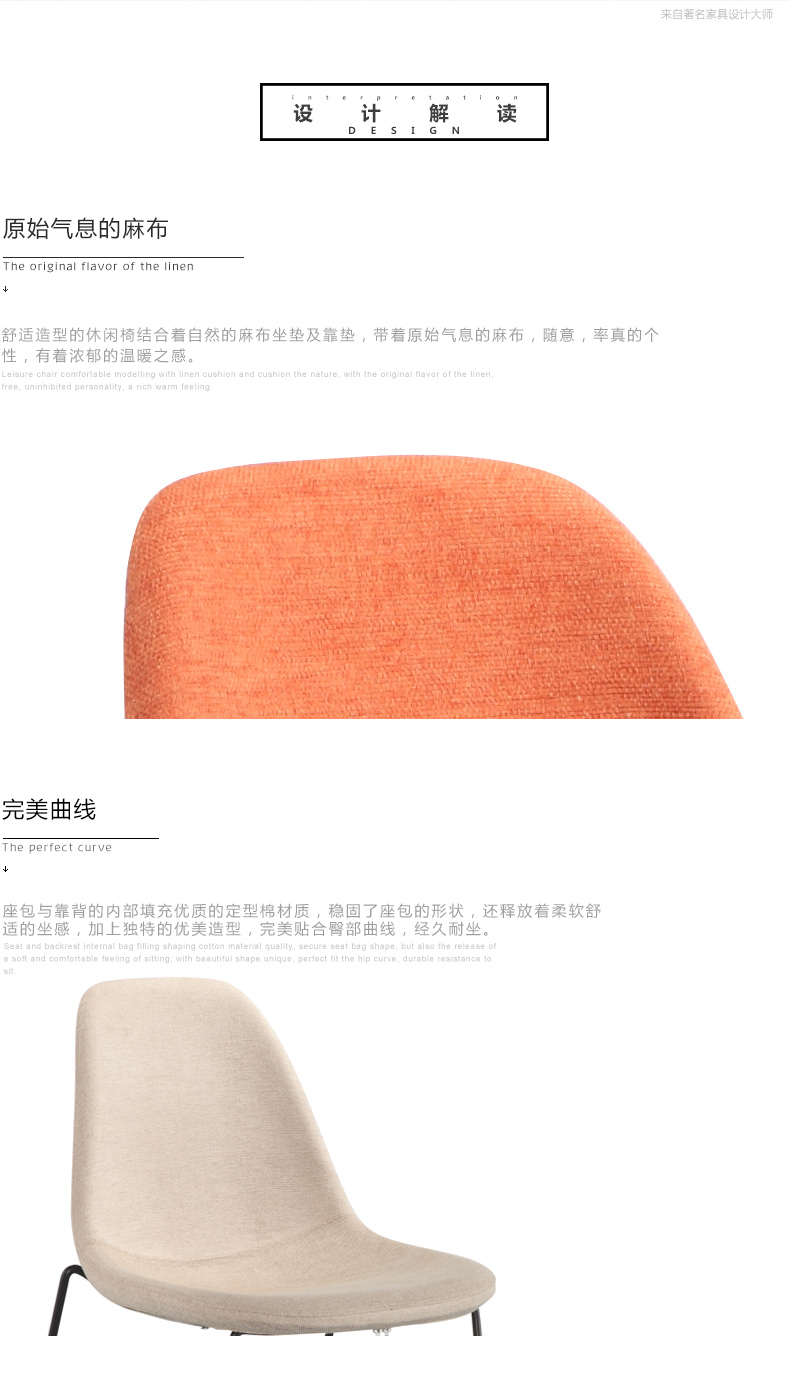 来自著名家具设计大师
interpretation
设计解读
DESIGN
原始气息的麻布
The original flavor of the linen
↓
舒适造型的休闲椅结合着自然的麻布坐垫及靠垫，带着原始气息的麻布，随意，率真的个
性，有着浓郁的温暖之感。
Leisure chair comfortable modelling with linen cushion and cushion the nature, with the original flavor of the linen,
free, uninhibited personality, a rich warm feeling.
完美曲线
The perfect curve
↓
座包与靠背的内部填充优质的定型棉材质，稳固了座包的形状，还释放着柔软舒
适的坐感，加上独特的优美造型，完美贴合臀部曲线，经久耐坐。
Seat and backrest internal bag filling shaping cotton material quality, secure seat bag shape, but also the release of
a soft and comfortable feeling of sitting, with beautiful shape unique, perfect fit the hip curve, durable resistance to
sit.